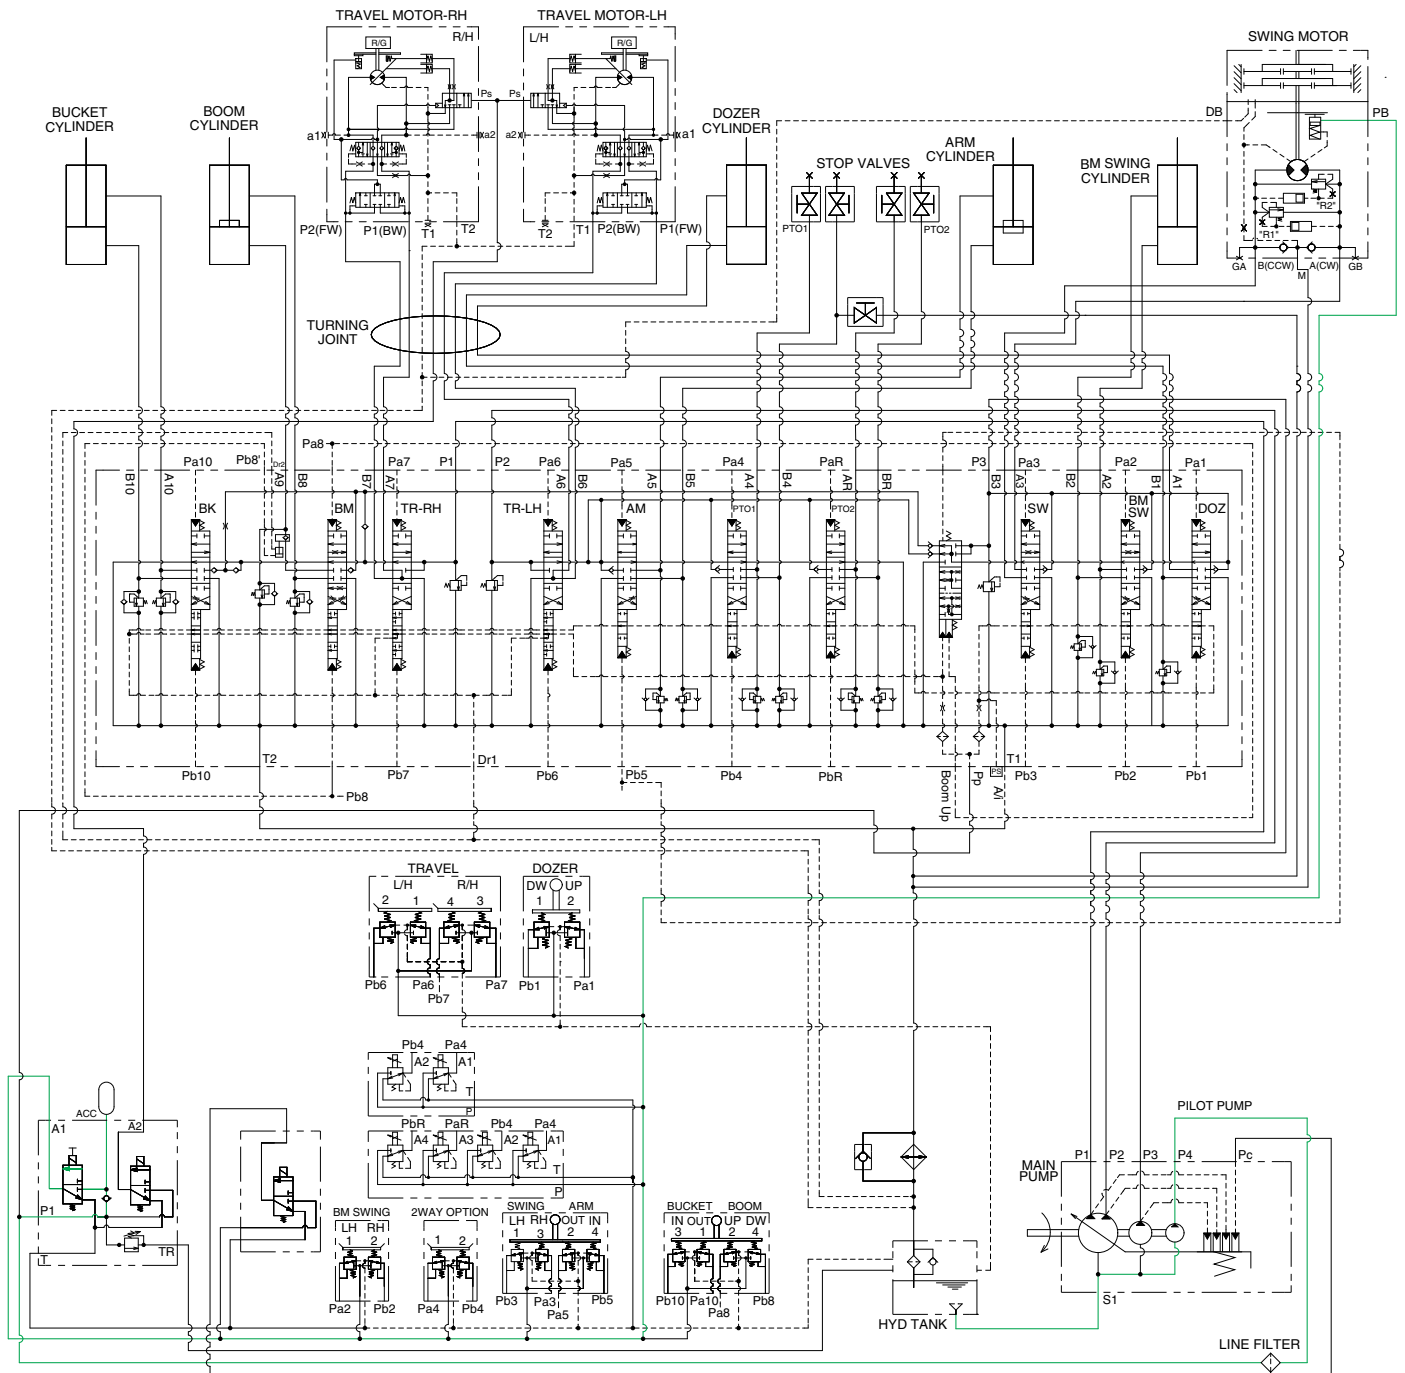 TRAVEL MOTOR-RH
TRAVEL MOTOR-LH
SWING MOTOR
R/G R/H L/H R/G
BUCKET
CYLINDER
BOOM
CYLINDER
DOZER
CYLINDER
ARM
CYLINDER
BM SWING
CYLINDER
STOP VALVES
Ps Ps
a1 a2 a2 a1
DB PB
PTO1 PTO2
"R2"
"R1"
P2(FW) P1(BW) T1 T2 T2 T1 P2(BW) P1(FW)
GA B(CCW) M A(CW) GB
TURNING
JOINT
Pa8
Pa10 Pb8' Dr2 Pa7 P1 P2 Pa6 Pa5 Pa4 PaR P3 Pa3 Pa2 Pa1
B10 A10 A9 B8 B7 A7 A6 B6 A5 B5 A4 B4 AR BR B3 A3 B2 A2 B1 A1
BK BM TR-RH TR-LH AM PTO1 PTO2 SW BM
SW DOZ
T2 Dr1 T1
Pb10 Pb7 Pb6 Pb5 Pb4 PbR Boom Up Pp PS A/i Pb3 Pb2 Pb1
Pb8
TRAVEL
L/H R/H
2 1 4 3
Pb6 Pa6 Pb7 Pa7
DOZER
DW UP
1 2
Pb1 Pa1
Pb4 Pa4
A2 A1
T
P
PbR PaR Pb4 Pa4
A4 A3 A2 A1
T
P
ACC
A1 A2
P1
T TR
BM SWING
LH RH
1 2
Pa2 Pb2
2WAY OPTION
1 2
Pa4 Pb4
SWING ARM
LH RH OUT IN
1 3 2 4
Pb3 Pa3 Pa5 Pb5
BUCKET BOOM
IN OUT UP DW
3 1 2 4
Pb10 Pa10 Pa8 Pb8
HYD TANK
PILOT PUMP
MAIN
PUMP
P1 P2 P3 P4 Pc
S1
LINE FILTER